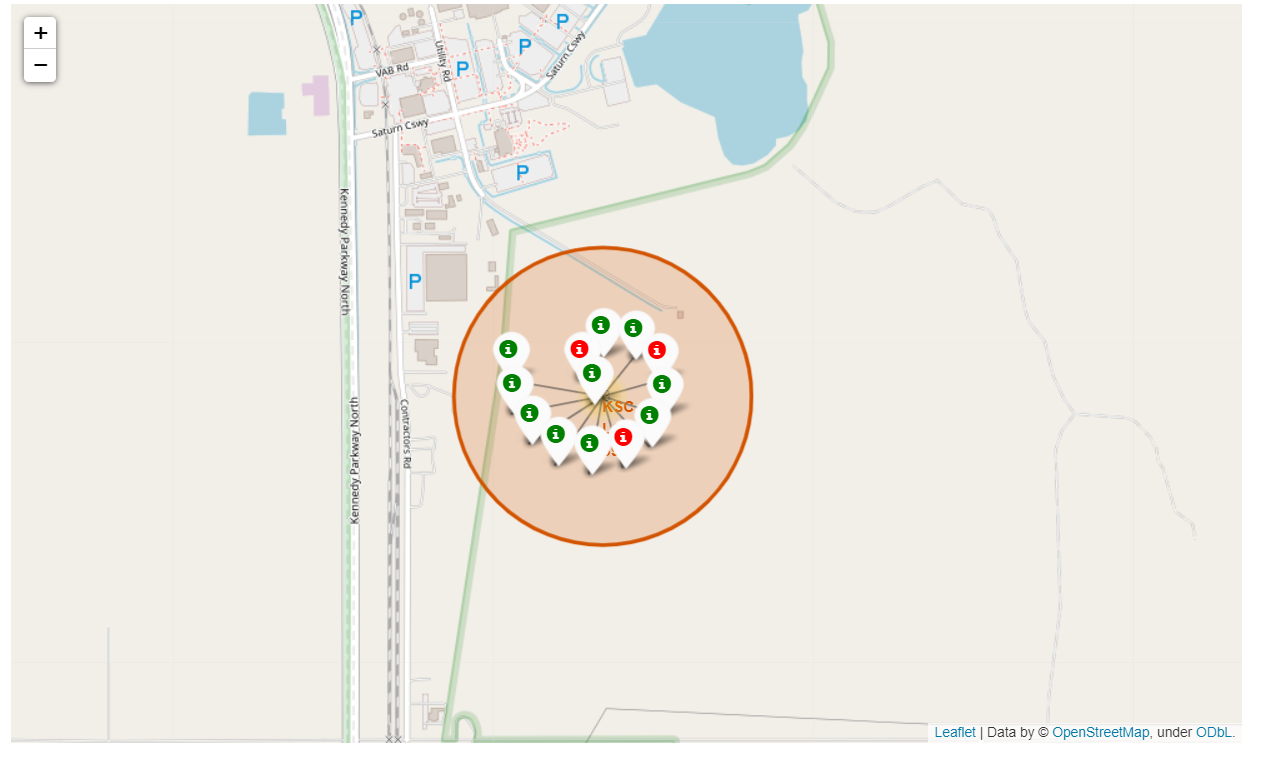 +
−
P
P
P
P
VAB Rd
Utility Rd
Saturn Cswy
Saturn Cswy
P
Kennedy Parkway North
P
KSC
L
Kennedy Parkway North
Contractors Rd
Leaflet | Data by © OpenStreetMap, under ODbL.